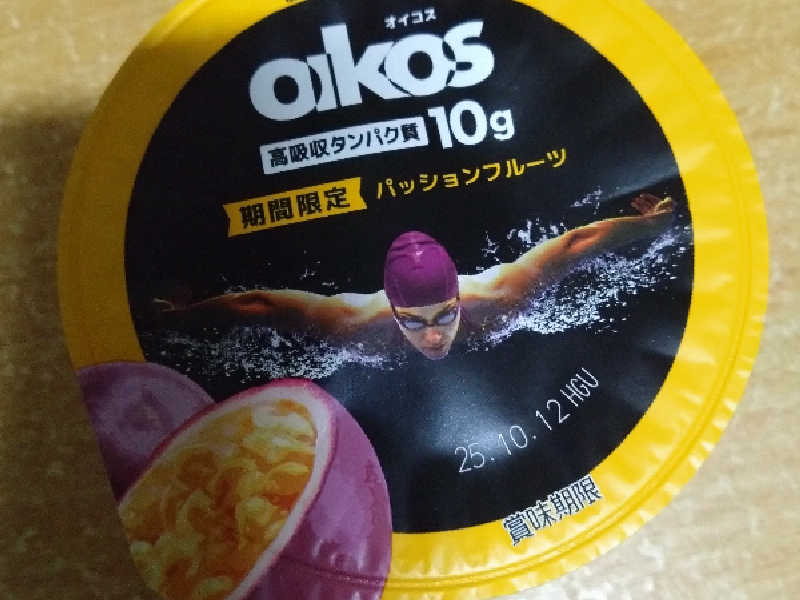 オイコス
oikos
高吸収タンパク質 10g
期間限定 パッションフルーツ
25.10.12 HGU
賞味期限